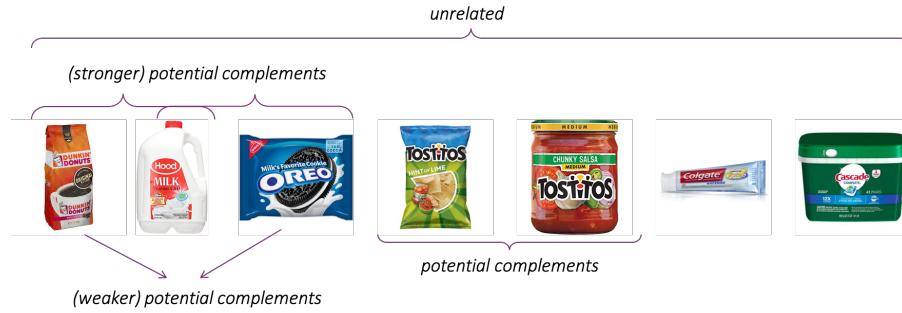 unrelated
(stronger) potential complements
DUNKIN'
DONUTS
Hood
MILK
Milk's Favorite Cookie
OREO
TOSTITOS
HINT OF LIME
MEDIUM
CHUNKY SALSA
MEDIUM
TOSTITOS
Colgate
Cascade
COMPLETE
potential complements
(weaker) potential complements